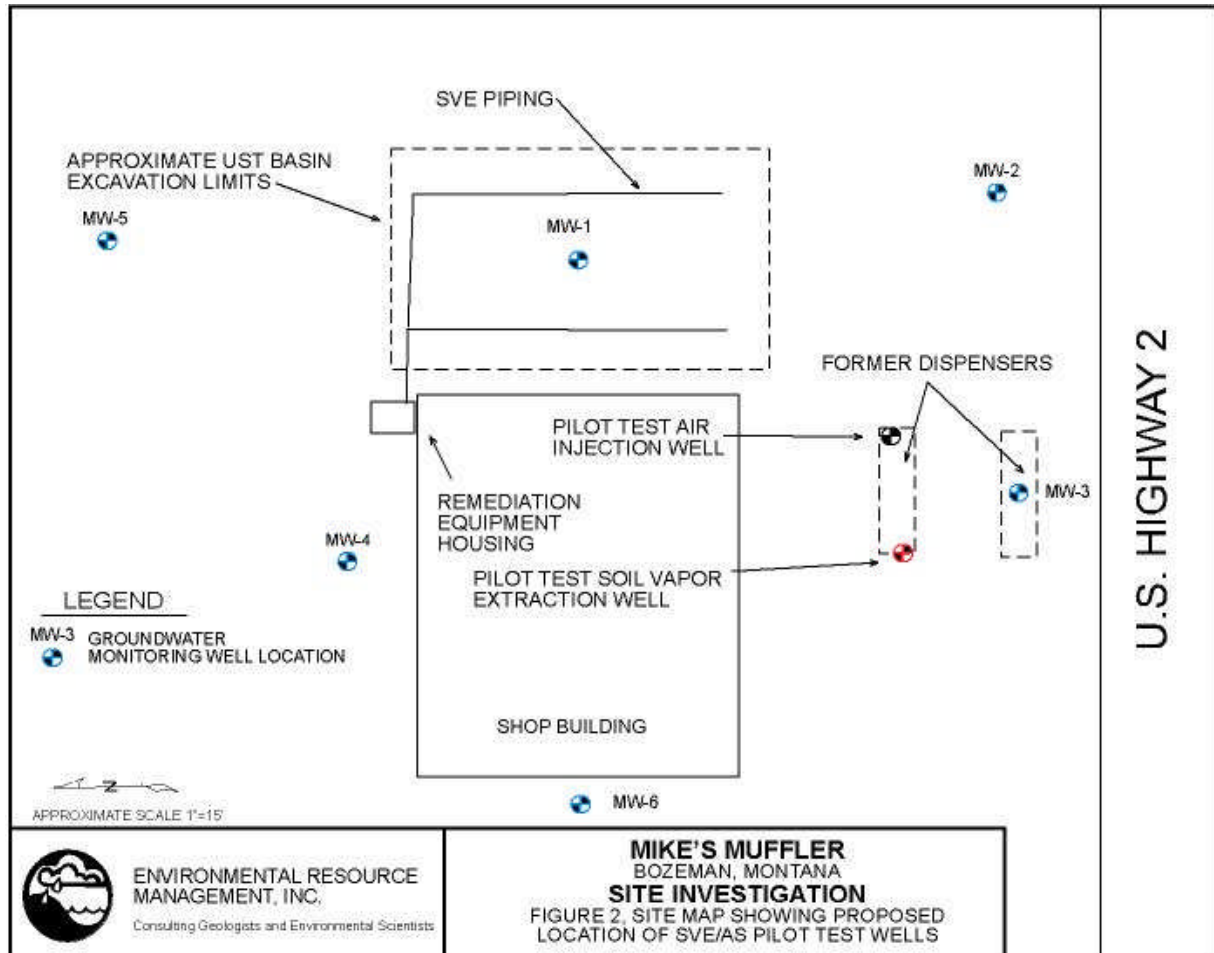 SVE PIPING
APPROXIMATE UST BASIN
EXCAVATION LIMITS
MW-2
MW-5
MW-1
FORMER DISPENSERS
PILOT TEST AIR
INJECTION WELL
REMEDIATION
EQUIPMENT
HOUSING
MW-3
MW-4
PILOT TEST SOIL VAPOR
EXTRACTION WELL
U.S. HIGHWAY 2
LEGEND
MW-3 GROUNDWATER
MONITORING WELL LOCATION
SHOP BUILDING
N
APPROXIMATE SCALE 1"=15'
MW-6
ENVIRONMENTAL RESOURCE
MANAGEMENT, INC.
Consulting Geologists and Environmental Scientists
MIKE'S MUFFLER
BOZEMAN, MONTANA
SITE INVESTIGATION
FIGURE 2, SITE MAP SHOWING PROPOSED
LOCATION OF SVE/AS PILOT TEST WELLS